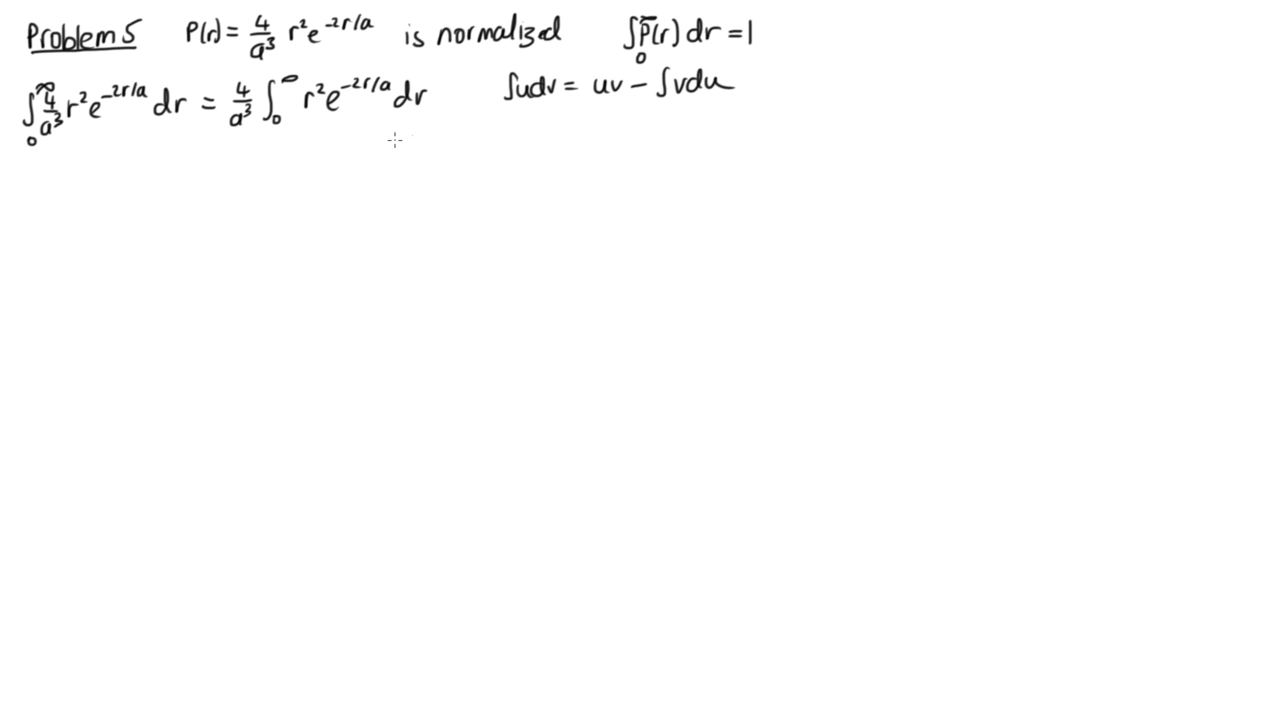 Problem 5 P(r) = 4/a³ r²e^(-2r/a) is normalized ∫₀^∞ P(r) dr = 1
∫₀^∞ 4/a³ r²e^(-2r/a) dr = 4/a³ ∫₀^∞ r²e^(-2r/a) dr ∫udv = uv - ∫vdu